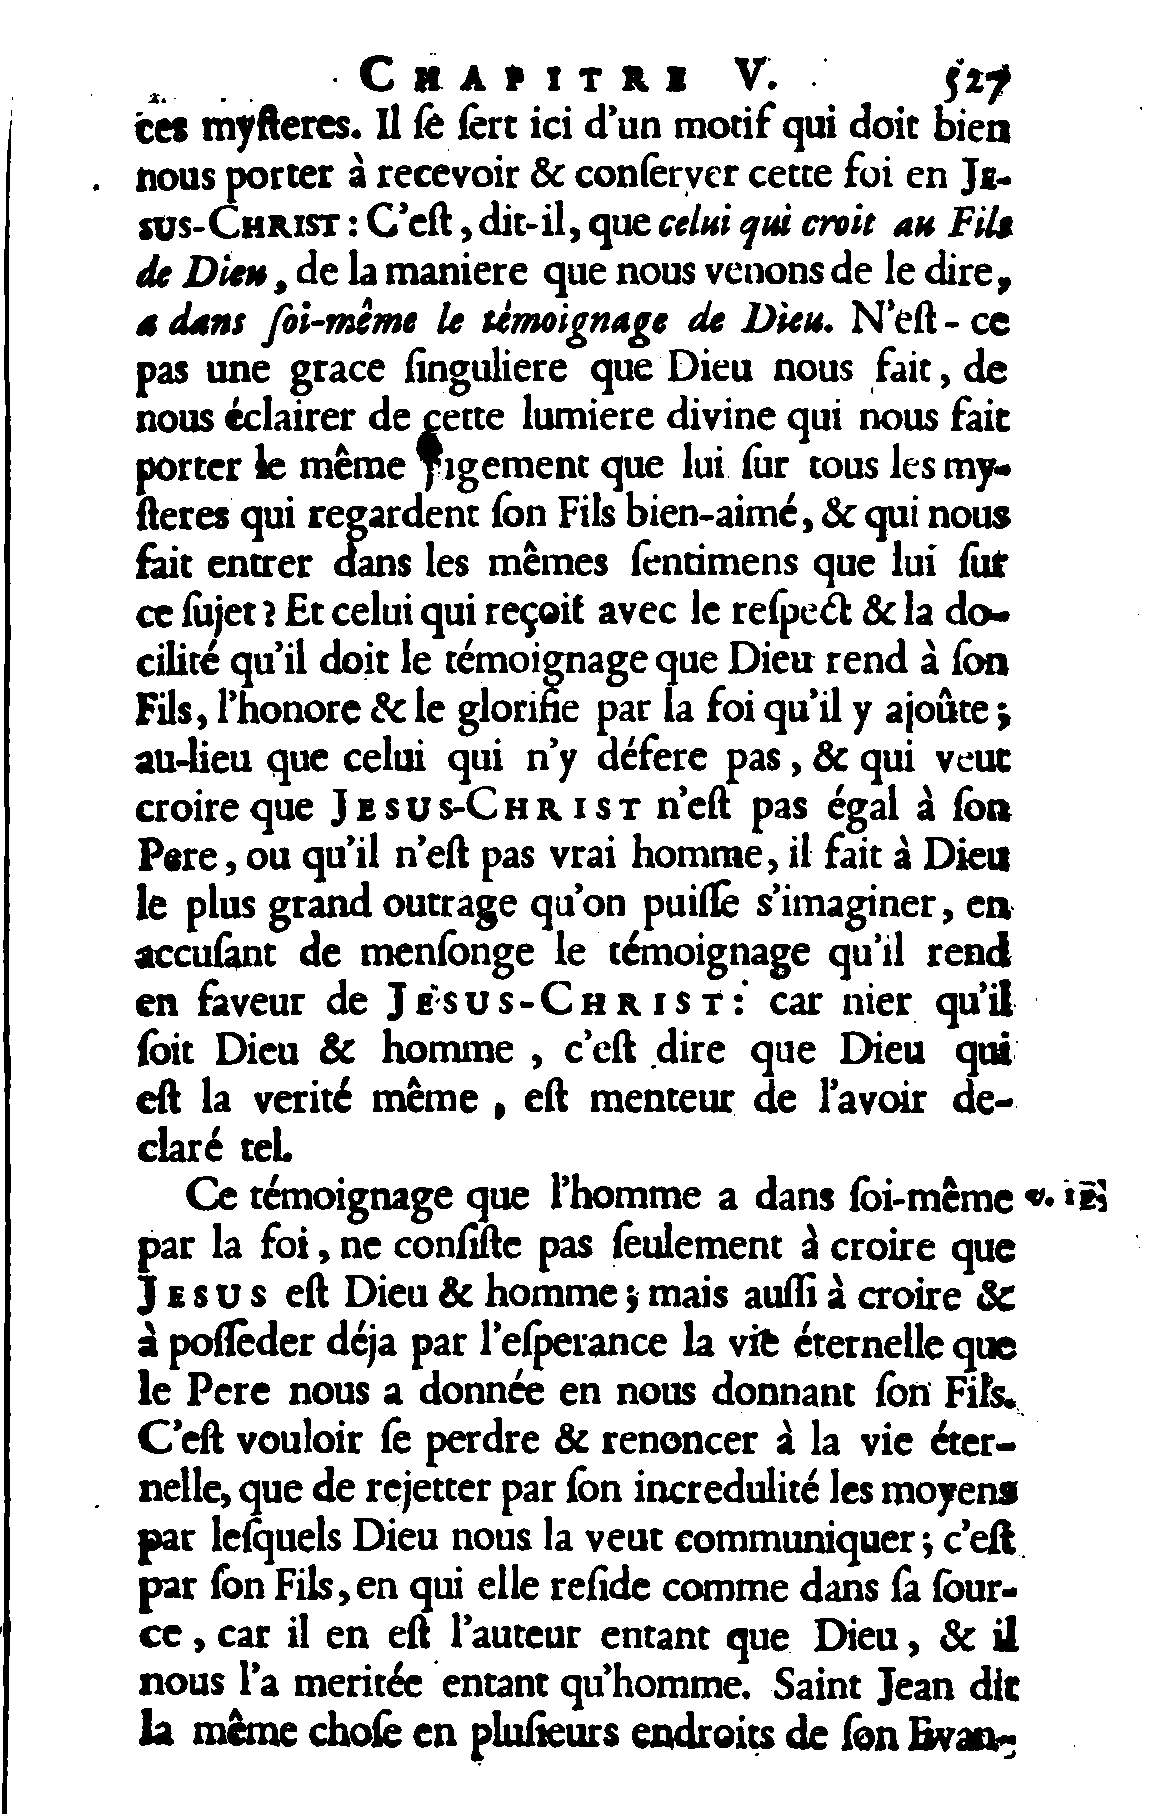 CHAPITRE V. 527
ces myſteres. Il ſe ſert ici d'un motif qui doit bien
nous porter à recevoir & conſerver cette foi en JE-
SUS-CHRIST : C'eſt, dit-il, que celui qui croit au Fils
de Dieu, de la maniere que nous venons de le dire,
a dans ſoi-même le témoignage de Dieu. N'eſt-ce
pas une grace ſinguliere que Dieu nous fait, de
nous éclairer de cette lumiere divine qui nous fait
porter le même jugement que lui ſur tous les my-
ſteres qui regardent ſon Fils bien-aimé, & qui nous
fait entrer dans les mêmes ſentimens que lui ſur
ce ſujet ? Et celui qui reçoit avec le reſpect & la do-
cilité qu'il doit le témoignage que Dieu rend à ſon
Fils, l'honore & le glorifie par la foi qu'il y ajoûte ;
au-lieu que celui qui n'y défere pas, & qui veut
croire que JESUS-CHRIST n'eſt pas égal à ſon
Pere, ou qu'il n'eſt pas vrai homme, il fait à Dieu
le plus grand outrage qu'on puiſſe s'imaginer, en
accuſant de menſonge le témoignage qu'il rend
en faveur de JESUS-CHRIST : car nier qu'il
ſoit Dieu & homme, c'eſt dire que Dieu qui
eſt la verité même, eſt menteur de l'avoir de-
claré tel.
Ce témoignage que l'homme a dans ſoi-même v.
par la foi, ne conſiſte pas ſeulement à croire que
JESUS eſt Dieu & homme ; mais auſſi à croire &
à poſſeder déja par l'eſperance la vie éternelle que
le Pere nous a donnée en nous donnant ſon Fils.
C'eſt vouloir ſe perdre & renoncer à la vie éter-
nelle, que de rejetter par ſon incredulité les moyens
par leſquels Dieu nous la veut communiquer ; c'eſt
par ſon Fils, en qui elle reſide comme dans ſa ſour-
ce, car il en eſt l'auteur entant que Dieu, & il
nous l'a meritée entant qu'homme. Saint Jean dit
la même choſe en pluſieurs endroits de ſon Evan-